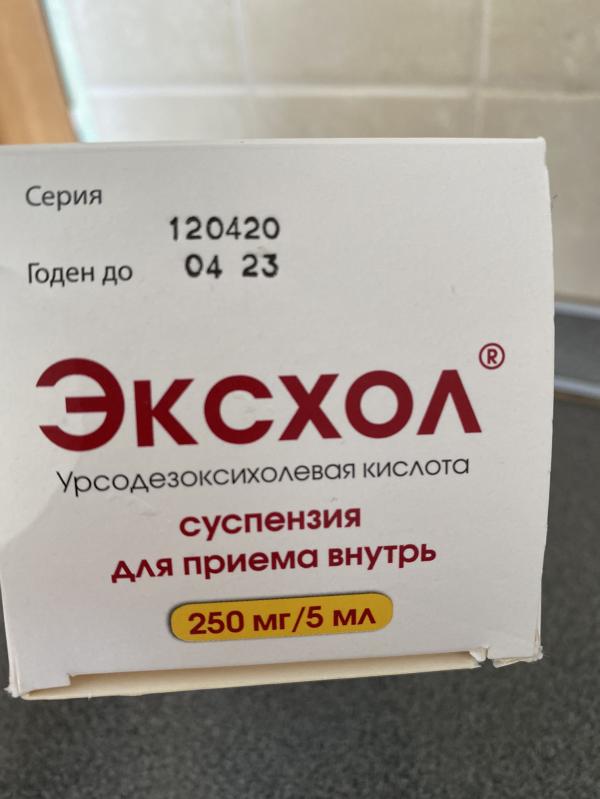 Серия
120420
Годен до 04 23
Эксхол®
Урсодезоксихолевая кислота
суспензия
для приема внутрь
250 мг/5 мл